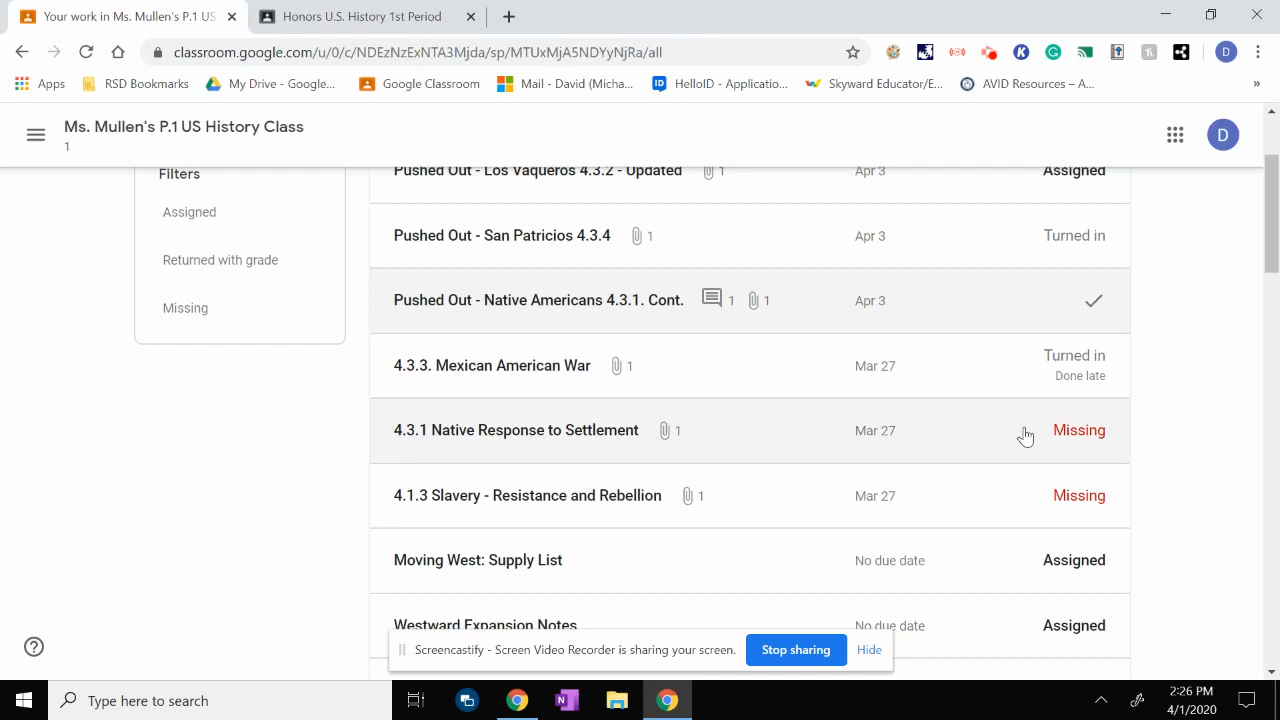 Your work in Ms. Mullen's P.1 US
Honors U.S. History 1st Period
classroom.google.com/u/0/c/NDEzNzExNTA3Mjda/sp/MTUxMjA5NDYyNjRa/all
D
Apps
RSD Bookmarks
My Drive - Google...
Google Classroom
Mail - David (Micha...
HelloID - Applicatio...
Skyward Educator/E...
AVID Resources – A...
»
Ms. Mullen's P.1 US History Class
1
D
Filters
Assigned
Returned with grade
Missing
Pushed Out - Los Vaqueros 4.3.2 - Updated 1 Apr 3 Assigned
Pushed Out - San Patricios 4.3.4 1 Apr 3 Turned in
Pushed Out - Native Americans 4.3.1. Cont. 1 1 Apr 3
4.3.3. Mexican American War 1 Mar 27 Turned in
Done late
4.3.1 Native Response to Settlement 1 Mar 27 Missing
4.1.3 Slavery - Resistance and Rebellion 1 Mar 27 Missing
Moving West: Supply List No due date Assigned
Westward Expansion Notes No due date Assigned
Screencastify - Screen Video Recorder is sharing your screen. Stop sharing Hide
Type here to search
2:26 PM
4/1/2020